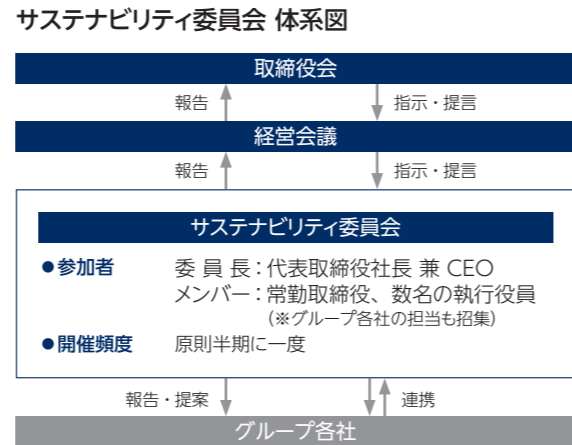 サステナビリティ委員会 体系図
取締役会
報告 指示・提言
経営会議
報告 指示・提言
サステナビリティ委員会
●参加者 委員長：代表取締役社長 兼 CEO
メンバー：常勤取締役、数名の執行役員
（※グループ各社の担当も招集）
●開催頻度 原則半期に一度
報告・提案 連携
グループ各社